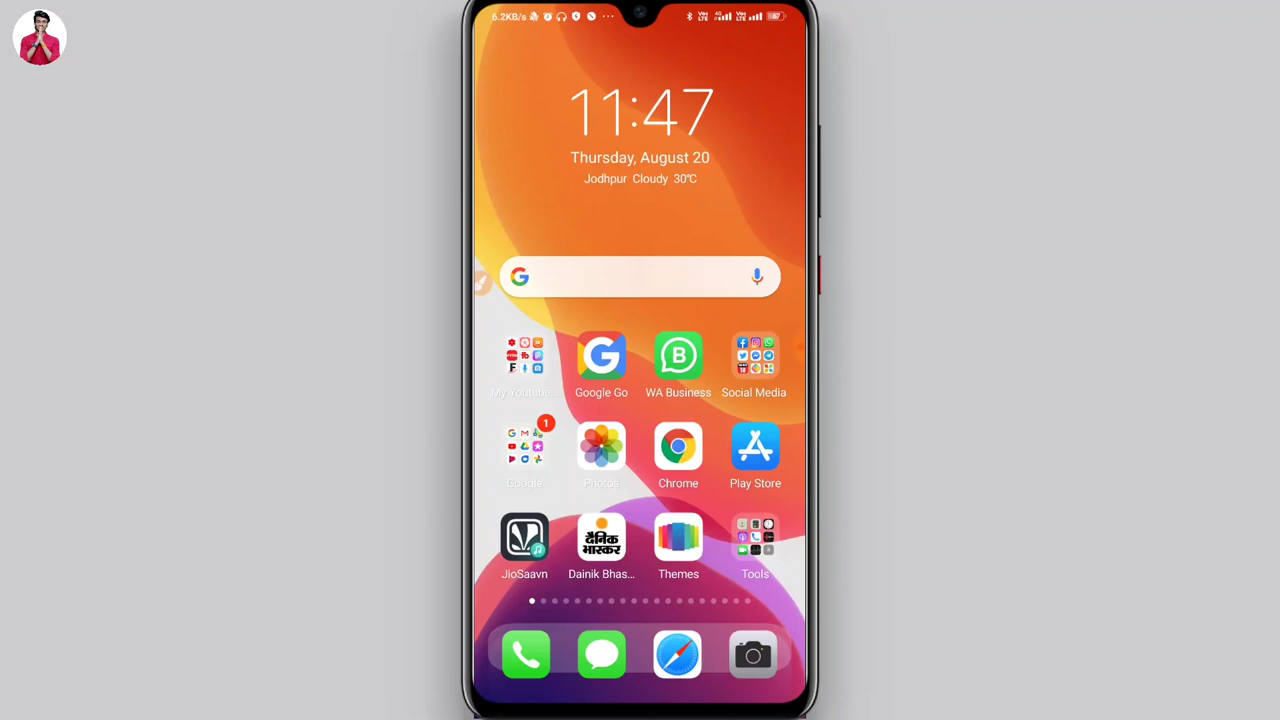 6.2KB/s
11:47
Thursday, August 20
Jodhpur Cloudy 30℃
My Youtube...
Google Go
WA Business
Social Media
1
Google
Photos
Chrome
Play Store
दैनिक
भास्कर
JioSaavn
Dainik Bhas...
Themes
Tools